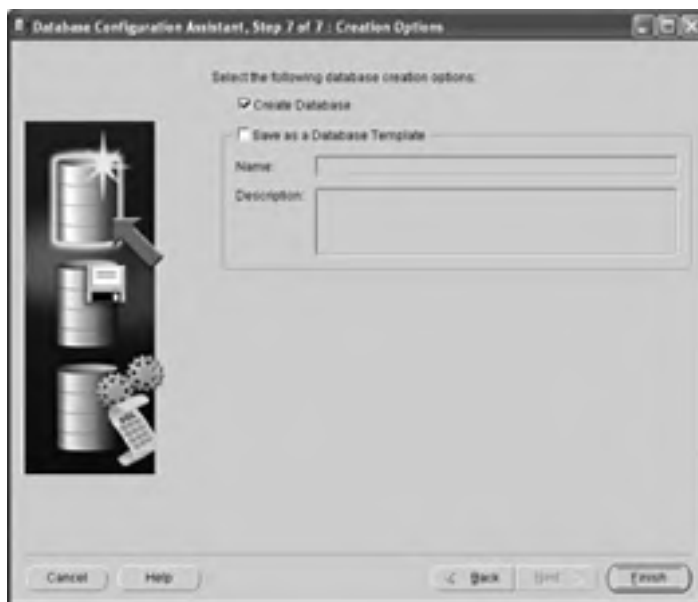 Database Configuration Assistant, Step 7 of 7 : Creation Options
Select the following database creation options:
Create Database
Save as a Database Template
Name:
Description:
Cancel
Help
Back
Next
Finish